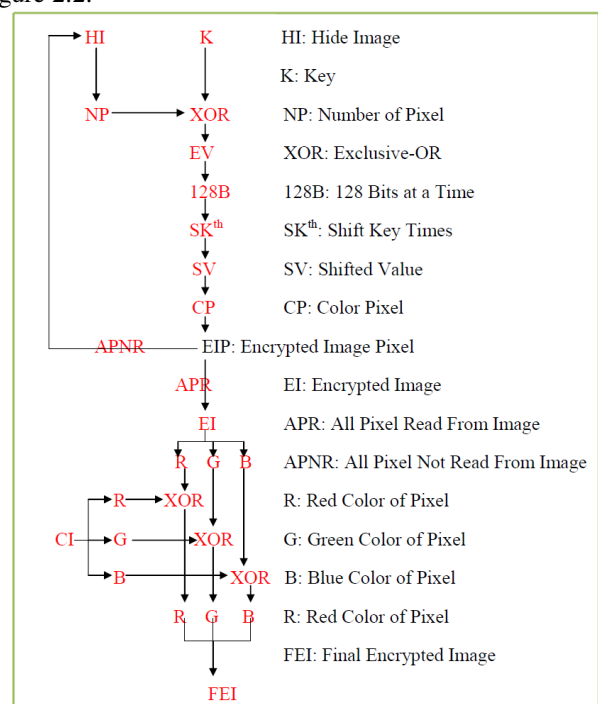 gure 2.2.
HI K HI: Hide Image
K: Key
NP XOR NP: Number of Pixel
EV XOR: Exclusive-OR
128B 128B: 128 Bits at a Time
SKth SKth: Shift Key Times
SV SV: Shifted Value
CP CP: Color Pixel
APNR EIP: Encrypted Image Pixel
APR EI: Encrypted Image
EI APR: All Pixel Read From Image
R G B APNR: All Pixel Not Read From Image
R XOR R: Red Color of Pixel
CI G XOR G: Green Color of Pixel
B XOR B: Blue Color of Pixel
R G B R: Red Color of Pixel
FEI: Final Encrypted Image
FEI